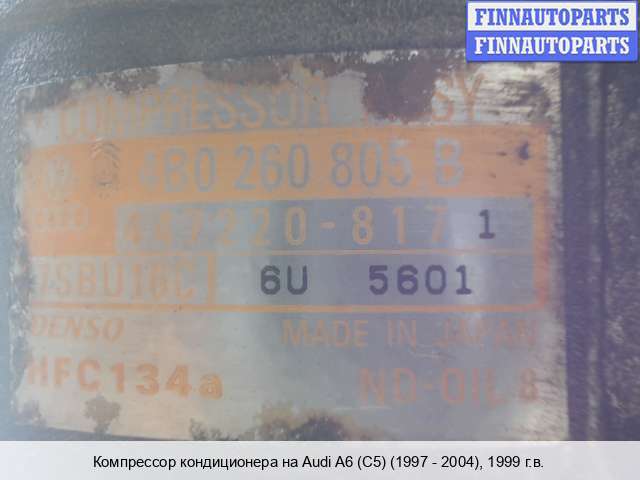 FINNAUTOPARTS
FINNAUTOPARTS
COMPRESSOR
4B0 260 805 B
447220-817 1
7SBU16C 6U 5601
DENSO MADE IN JAPAN
HFC134a ND-OIL 8
Компрессор кондиционера на Audi A6 (C5) (1997 - 2004), 1999 г.в.